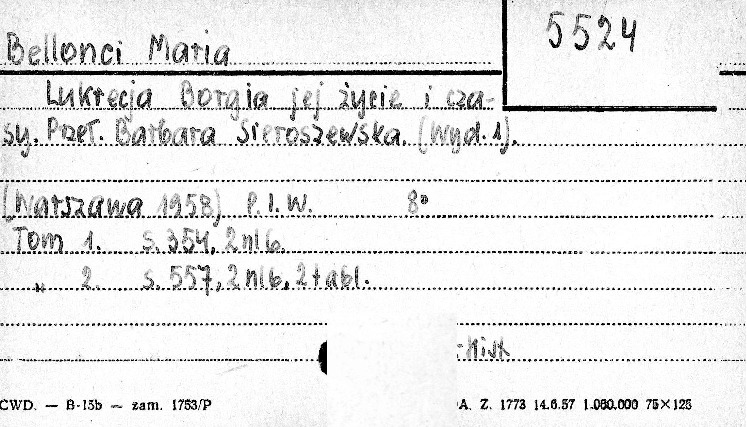 5524
Bellonci Maria
Lukrecja Borgia jej życie i cza-
sy. Przeł. Barbara Sieroszewska. (Wyd. 1).
(Warszawa 1958) P.I.W. 8°
Tom 1. s. 354, 2 nlb.
„ 2. s. 557, 2 nlb, 2 tabl.
CWD. — B-15b — zam. 1753/P
A. Z. 1773 14.6.57 1.060.000 75×125